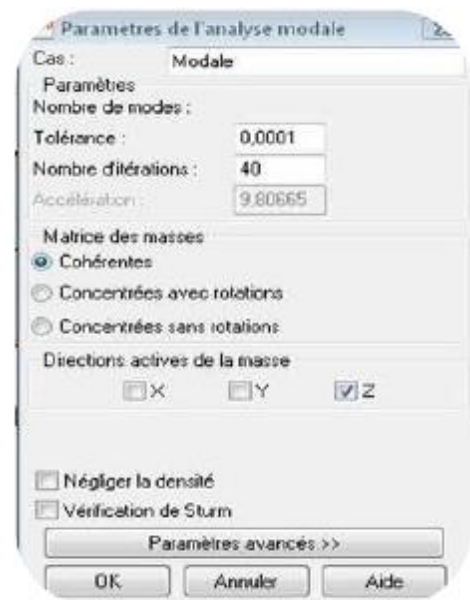 Parametres de l'analyse modale
Cas : Modale
Paramètres
Nombre de modes :
Tolérance : 0,0001
Nombre d'itérations : 40
Accélération : 9,80665
Matrice des masses
Cohérentes
Concentrées avec rotations
Concentrées sans rotations
Directions actives de la masse
X Y Z
Négliger la densité
Vérification de Sturm
Paramètres avancés >>
OK Annuler Aide